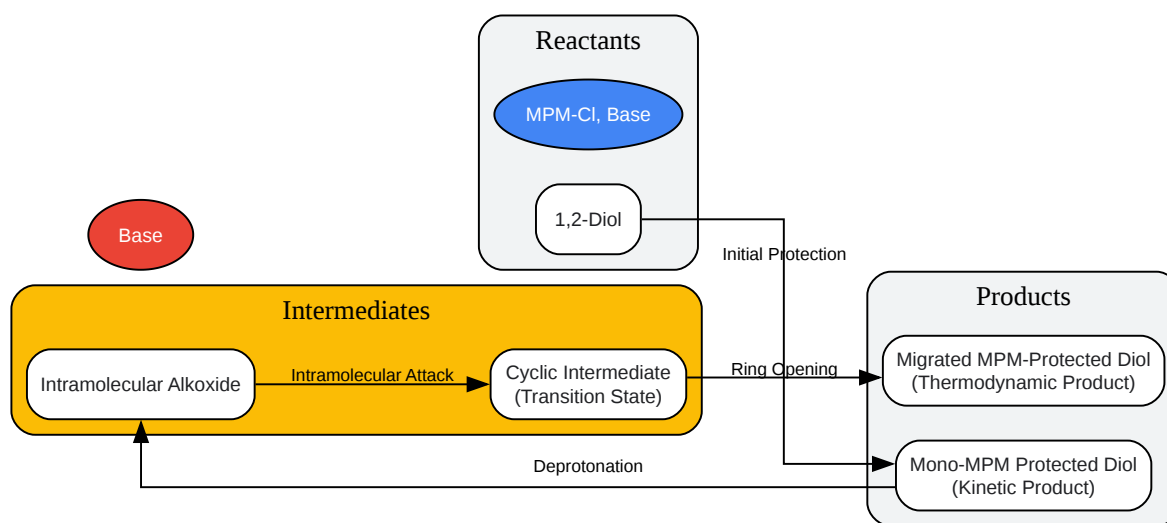 Reactants
MPM-Cl, Base
1,2-Diol
Base
Initial Protection
Intermediates
Products
Intramolecular Alkoxide
Intramolecular Attack
Cyclic Intermediate
(Transition State)
Ring Opening
Migrated MPM-Protected Diol
(Thermodynamic Product)
Deprotonation
Mono-MPM Protected Diol
(Kinetic Product)